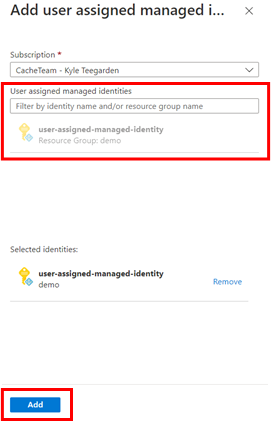 Add user assigned managed i...
Subscription *
CacheTeam - Kyle Teegarden
User assigned managed identities
Filter by identity name and/or resource group name
user-assigned-managed-identity
Resource Group: demo
Selected identities:
user-assigned-managed-identity
demo
Remove
Add